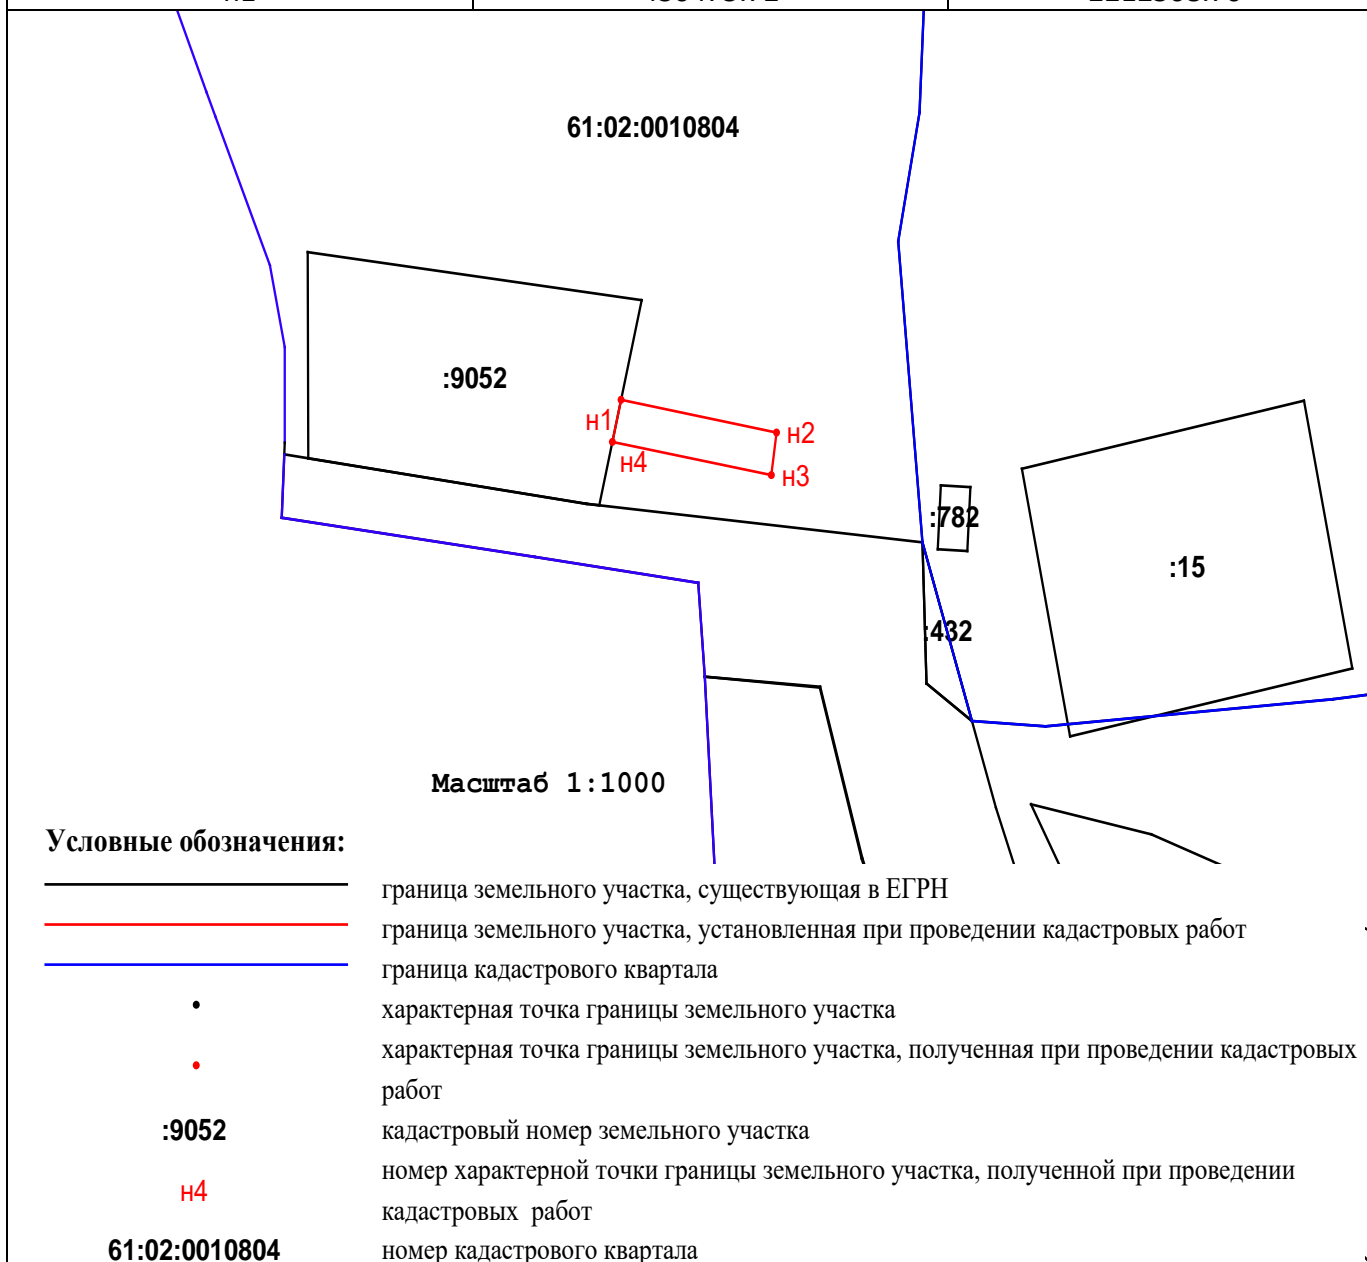 61:02:0010804
:9052
н1
н2
н4
н3
:782
:15
:432
Масштаб 1:1000
Условные обозначения:
граница земельного участка, существующая в ЕГРН
граница земельного участка, установленная при проведении кадастровых работ
граница кадастрового квартала
характерная точка границы земельного участка
характерная точка границы земельного участка, полученная при проведении кадастровых
работ
:9052 кадастровый номер земельного участка
номер характерной точки границы земельного участка, полученной при проведении
н4
кадастровых работ
61:02:0010804 номер кадастрового квартала